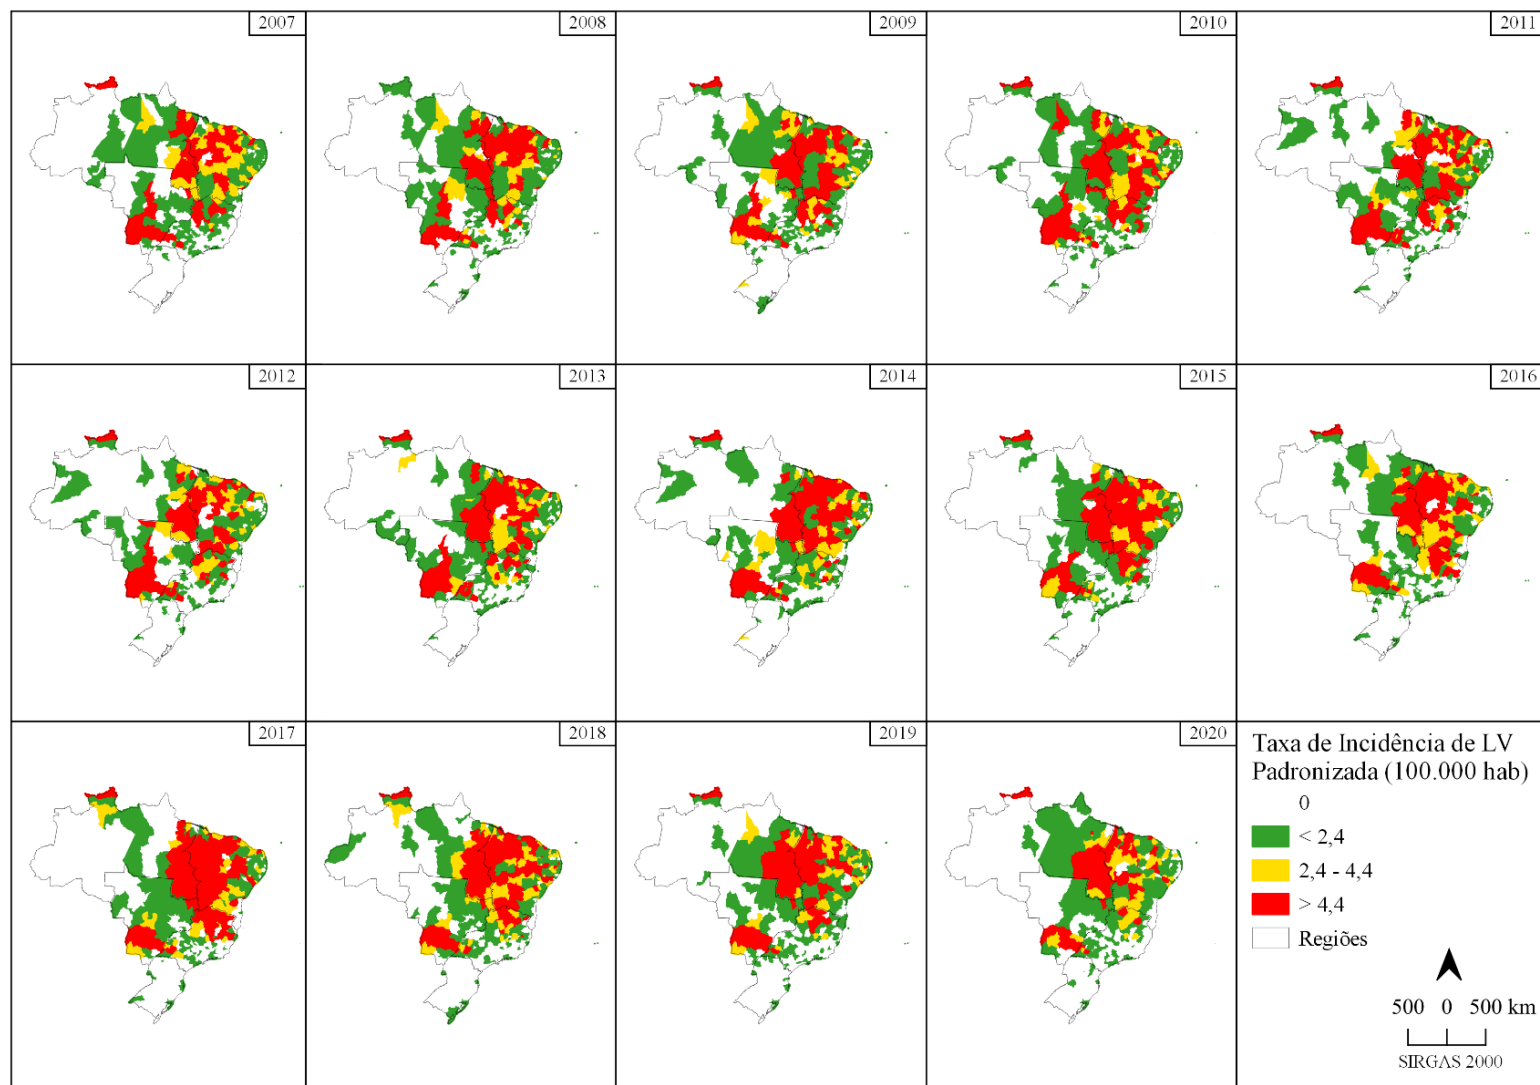 2007
2008
2009
2010
2011
2012
2013
2014
2015
2016
2017
2018
2019
2020
Taxa de Incidência de LV
Padronizada (100.000 hab)
0
< 2,4
2,4 - 4,4
> 4,4
Regiões
500 0 500 km
SIRGAS 2000